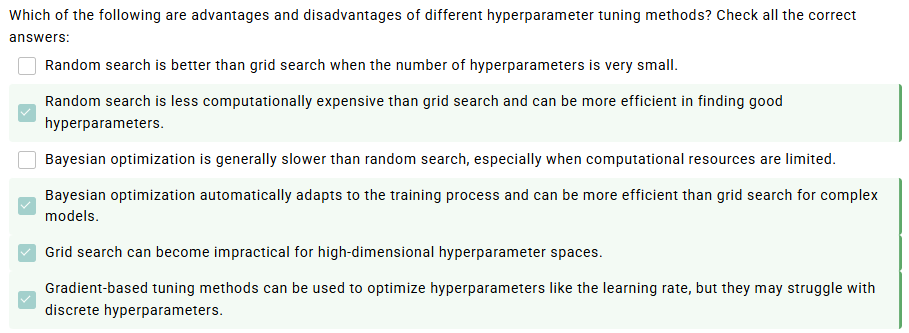 Which of the following are advantages and disadvantages of different hyperparameter tuning methods? Check all the correct
answers:
Random search is better than grid search when the number of hyperparameters is very small.
Random search is less computationally expensive than grid search and can be more efficient in finding good
hyperparameters.
Bayesian optimization is generally slower than random search, especially when computational resources are limited.
Bayesian optimization automatically adapts to the training process and can be more efficient than grid search for complex
models.
Grid search can become impractical for high-dimensional hyperparameter spaces.
Gradient-based tuning methods can be used to optimize hyperparameters like the learning rate, but they may struggle with
discrete hyperparameters.